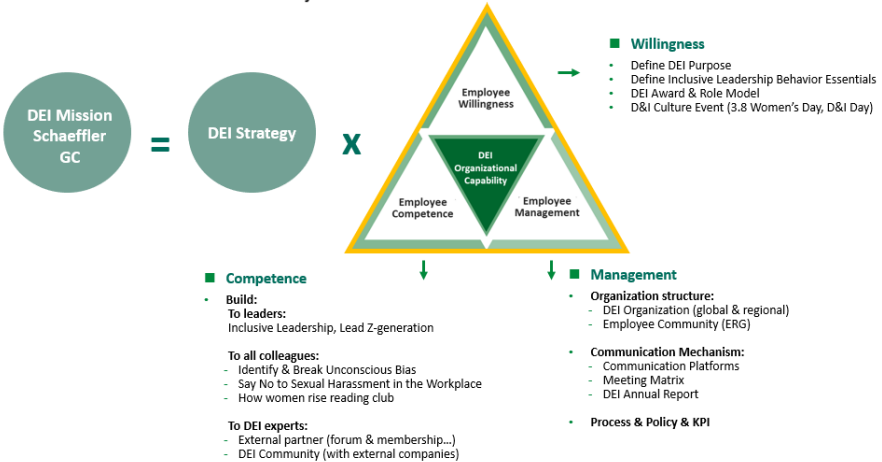 DEI Mission
Schaeffler
GC
=
DEI Strategy
X
Employee
Willingness
DEI
Organizational
Capability
Employee
Competence
Employee
Management
Willingness
• Define DEI Purpose
• Define Inclusive Leadership Behavior Essentials
• DEI Award & Role Model
• D&I Culture Event (3.8 Women's Day, D&I Day)
Competence
• Build:
To leaders:
Inclusive Leadership, Lead Z-generation
To all colleagues:
- Identify & Break Unconscious Bias
- Say No to Sexual Harassment in the Workplace
- How women rise reading club
To DEI experts:
- External partner (forum & membership...)
- DEI Community (with external companies)
Management
• Organization structure:
- DEI Organization (global & regional)
- Employee Community (ERG)
• Communication Mechanism:
- Communication Platforms
- Meeting Matrix
- DEI Annual Report
• Process & Policy & KPI